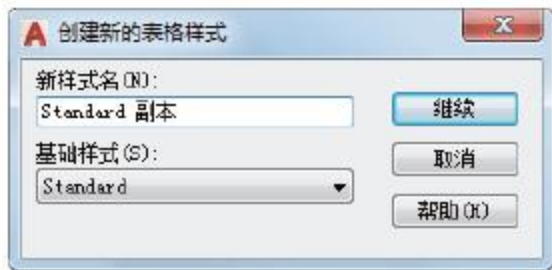 创建新的表格样式
新样式名(N):
Standard 副本
继续
基础样式(S):
取消
Standard
帮助(H)